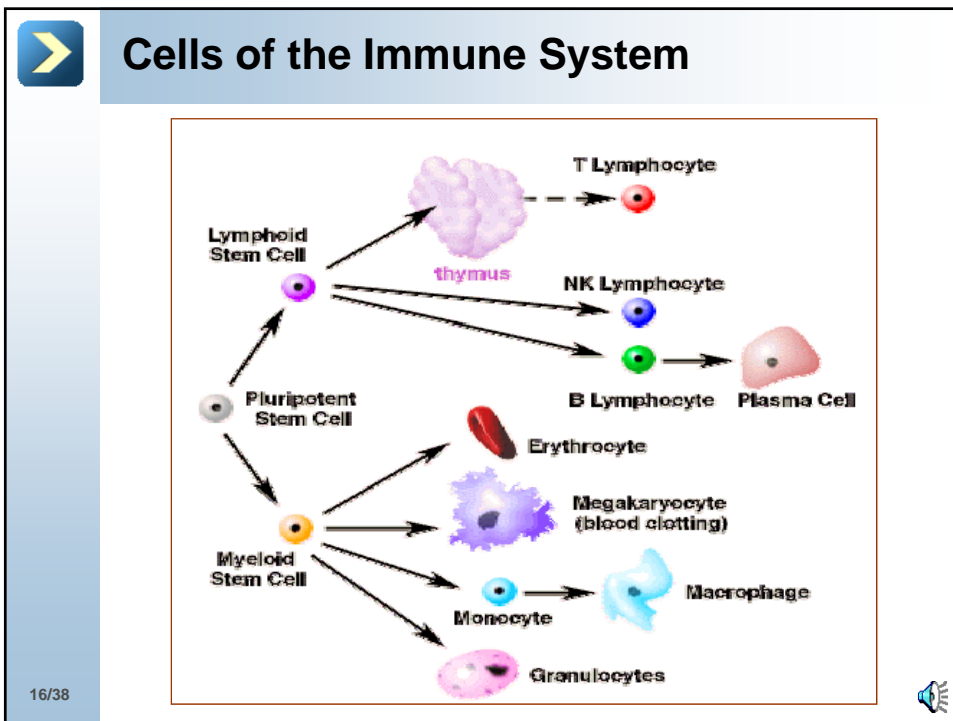 Cells of the Immune System
T Lymphocyte
Lymphoid
Stem Cell
thymus
NK Lymphocyte
Pluripotent
Stem Cell
B Lymphocyte
Plasma Cell
Erythrocyte
Megakaryocyte
(blood clotting)
Myeloid
Stem Cell
Monocyte
Macrophage
Granulocytes
16/38